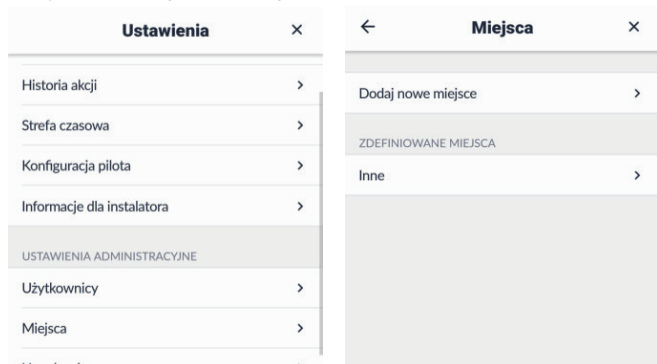 Ustawienia
Historia akcji
Strefa czasowa
Konfiguracja pilota
Informacje dla instalatora
USTAWIENIA ADMINISTRACYJNE
Użytkownicy
Miejsca
Miejsca
Dodaj nowe miejsce
ZDEFINIOWANE MIEJSCA
Inne